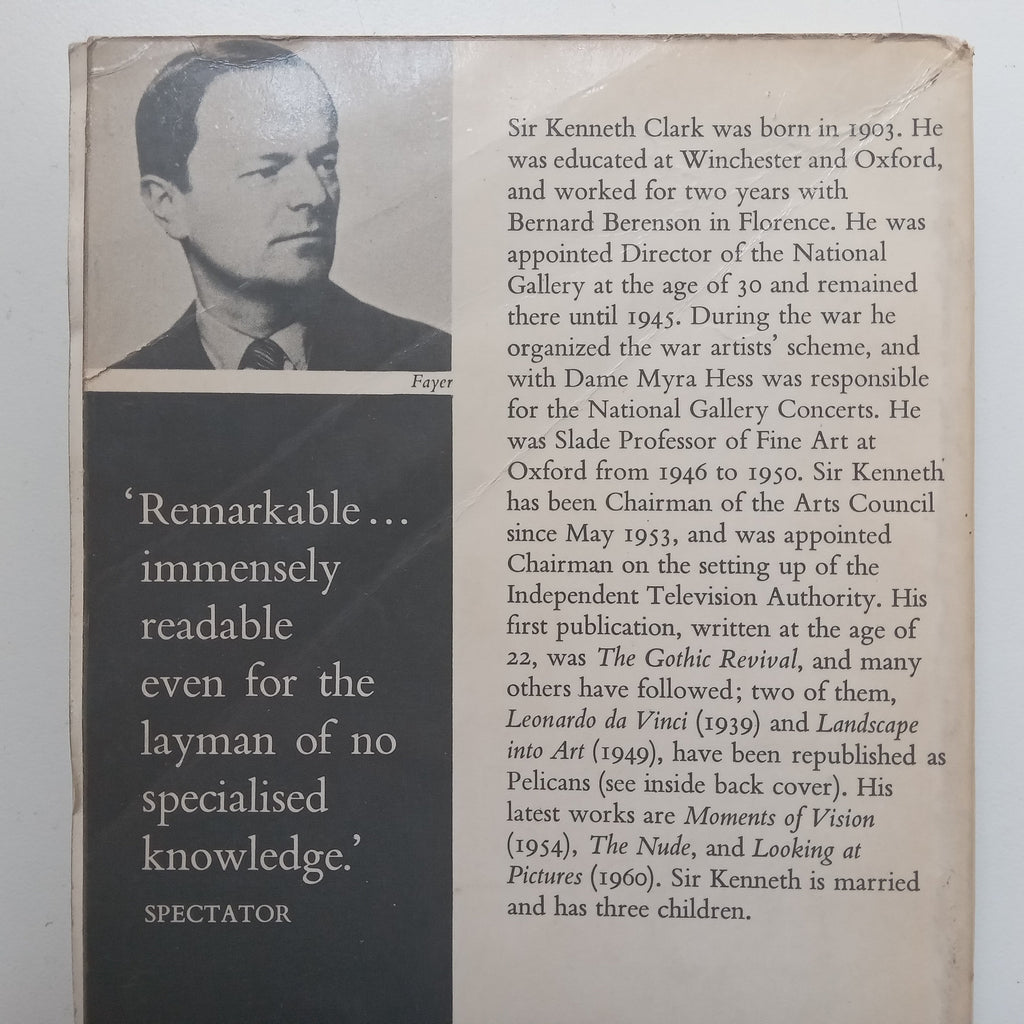 Fayer
‘Remarkable...
immensely
readable
even for the
layman of no
specialised
knowledge.’
SPECTATOR
Sir Kenneth Clark was born in 1903. He
was educated at Winchester and Oxford,
and worked for two years with
Bernard Berenson in Florence. He was
appointed Director of the National
Gallery at the age of 30 and remained
there until 1945. During the war he
organized the war artists’ scheme, and
with Dame Myra Hess was responsible
for the National Gallery Concerts. He
was Slade Professor of Fine Art at
Oxford from 1946 to 1950. Sir Kenneth
has been Chairman of the Arts Council
since May 1953, and was appointed
Chairman on the setting up of the
Independent Television Authority. His
first publication, written at the age of
22, was The Gothic Revival, and many
others have followed; two of them,
Leonardo da Vinci (1939) and Landscape
into Art (1949), have been republished as
Pelicans (see inside back cover). His
latest works are Moments of Vision
(1954), The Nude, and Looking at
Pictures (1960). Sir Kenneth is married
and has three children.